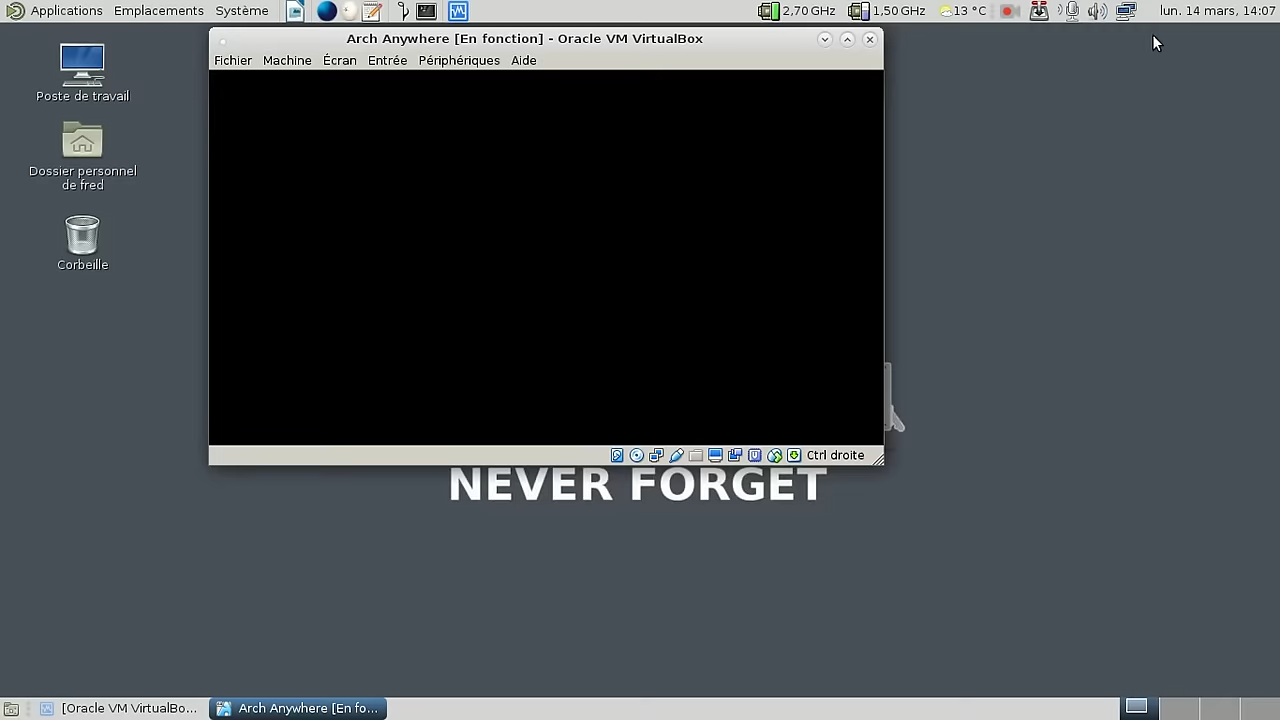 Applications Emplacements Système 2,70 GHz 1,50 GHz 13 °C lun. 14 mars, 14:07
Arch Anywhere [En fonction] - Oracle VM VirtualBox
Fichier Machine Écran Entrée Périphériques Aide
Poste de travail
Dossier personnel
de fred
Corbeille
Ctrl droite
NEVER FORGET
[Oracle VM VirtualBo... Arch Anywhere [En fo...